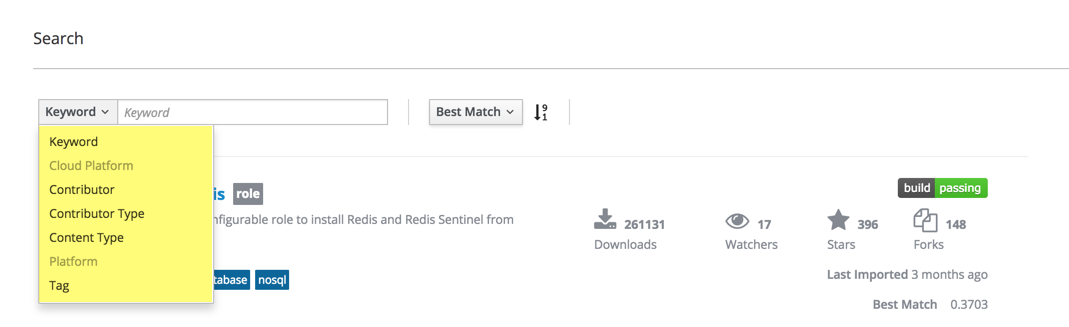 Search
Keyword Keyword Best Match
Keyword
Cloud Platform
Contributor
Contributor Type
Content Type
Platform
Tag
is role
nfigurable role to install Redis and Redis Sentinel from
tabase nosql
build passing
261131 17 396 148
Downloads Watchers Stars Forks
Last Imported 3 months ago
Best Match 0.3703